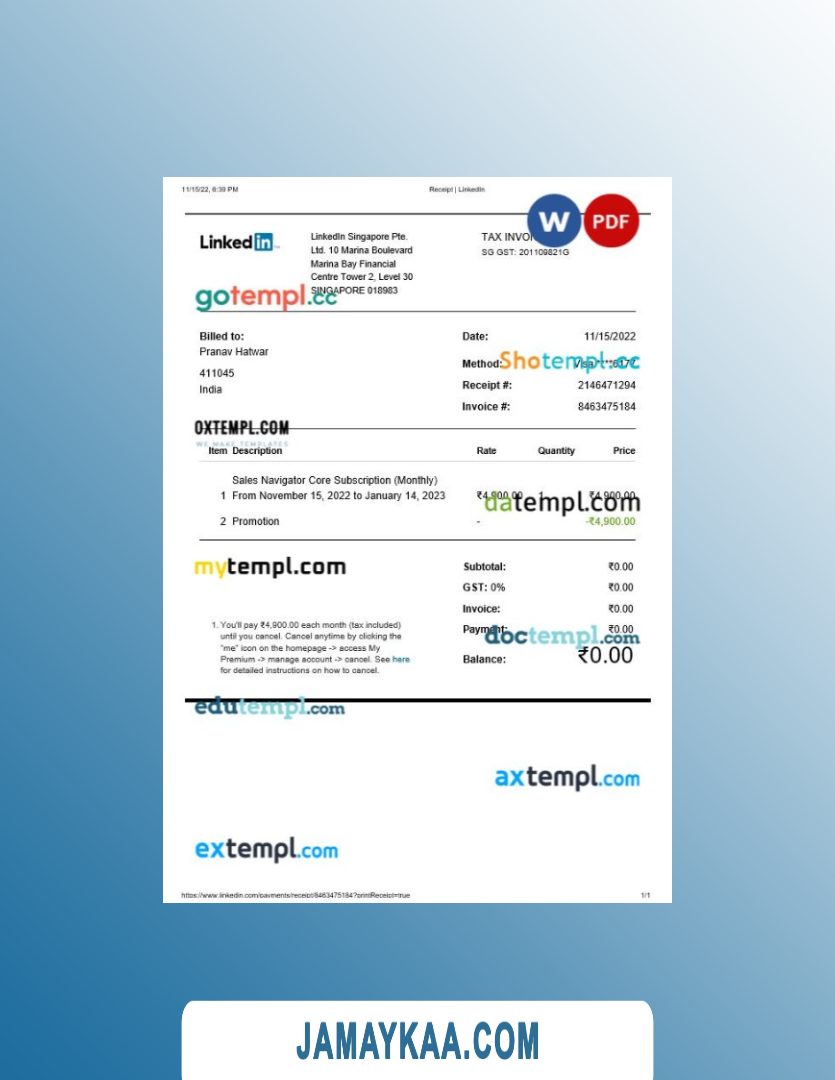 11/15/22, 6:39 PM Receipt | LinkedIn
W PDF
LinkedIn
LinkedIn Singapore Pte.
Ltd. 10 Marina Boulevard
Marina Bay Financial
Centre Tower 2, Level 30
SINGAPORE 018983
TAX
SG GST: 201109821G
gotempl.cc
Billed to:
Pranav Hatwar
411045
India
Date: 11/15/2022
Method:
Shotempl.cc
Receipt #: 2146471294
Invoice #: 8463475184
OXTEMPL.COM
WE MAKE TEMPLATES
Item Description Rate Quantity Price
Sales Navigator Core Subscription (Monthly)
1 From November 15, 2022 to January 14, 2023 ₹4,900.00 1 ₹4,900.00
datempl.com
2 Promotion - -₹4,900.00
mytempl.com
Subtotal: ₹0.00
GST: 0% ₹0.00
Invoice: ₹0.00
Payment: ₹0.00
doctempl.com
Balance: ₹0.00
1. You'll pay ₹4,900.00 each month (tax included)
until you cancel. Cancel anytime by clicking the
"me" icon on the homepage -> access My
Premium -> manage account -> cancel. See here
for detailed instructions on how to cancel.
edutempl.com
axtempl.com
extempl.com
https://www.linkedin.com/payments/receipt/8463475184?printReceipt=true 1/1
JAMAYKAA.COM